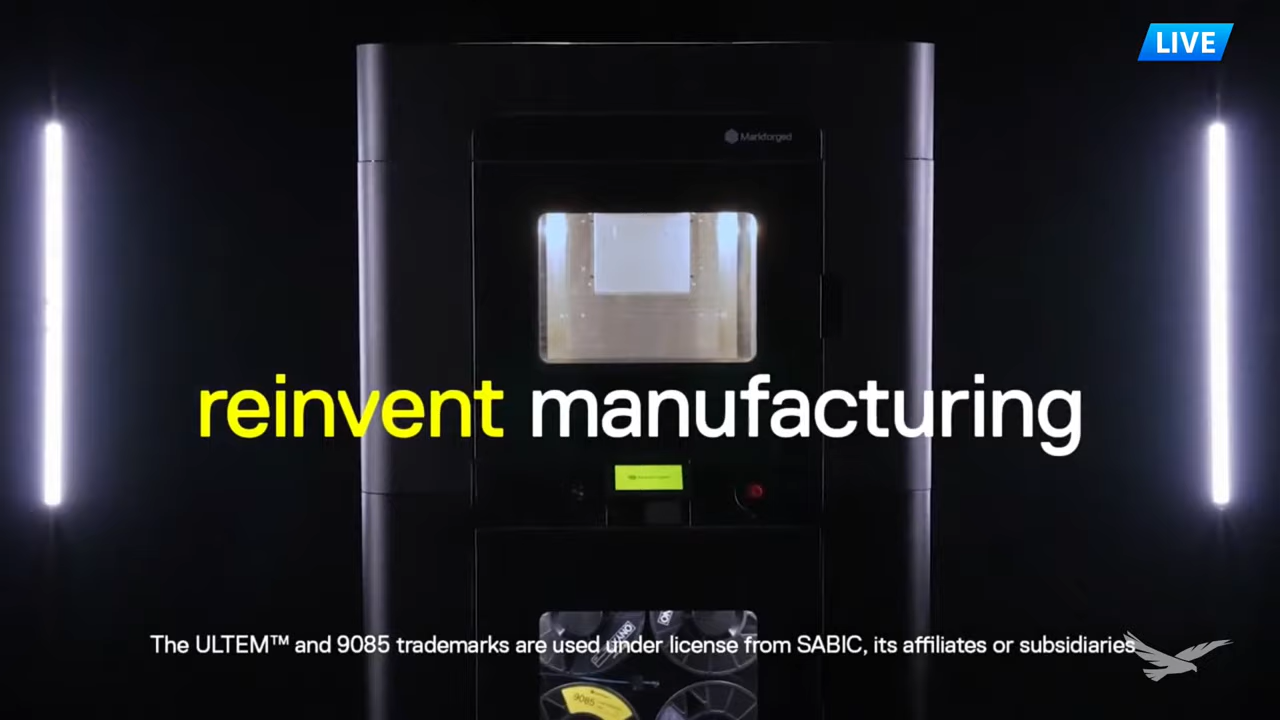 LIVE
Markforged
reinvent manufacturing
The ULTEM™ and 9085 trademarks are used under license from SABIC, its affiliates or subsidiaries
ONYX
9085